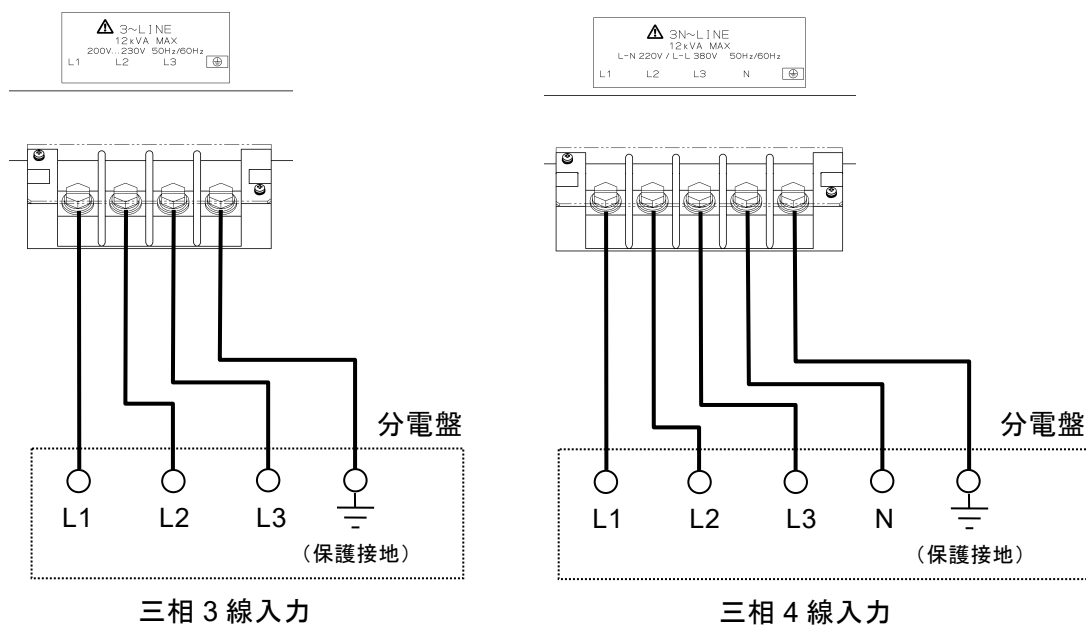 ⚠ 3~LINE
12kVA MAX
200V...230V 50Hz/60Hz
L1 L2 L3
分電盤
L1 L2 L3
(保護接地)
三相 3 線入力
⚠ 3N~LINE
12kVA MAX
L-N 220V / L-L 380V 50Hz/60Hz
L1 L2 L3 N
分電盤
L1 L2 L3 N
(保護接地)
三相 4 線入力